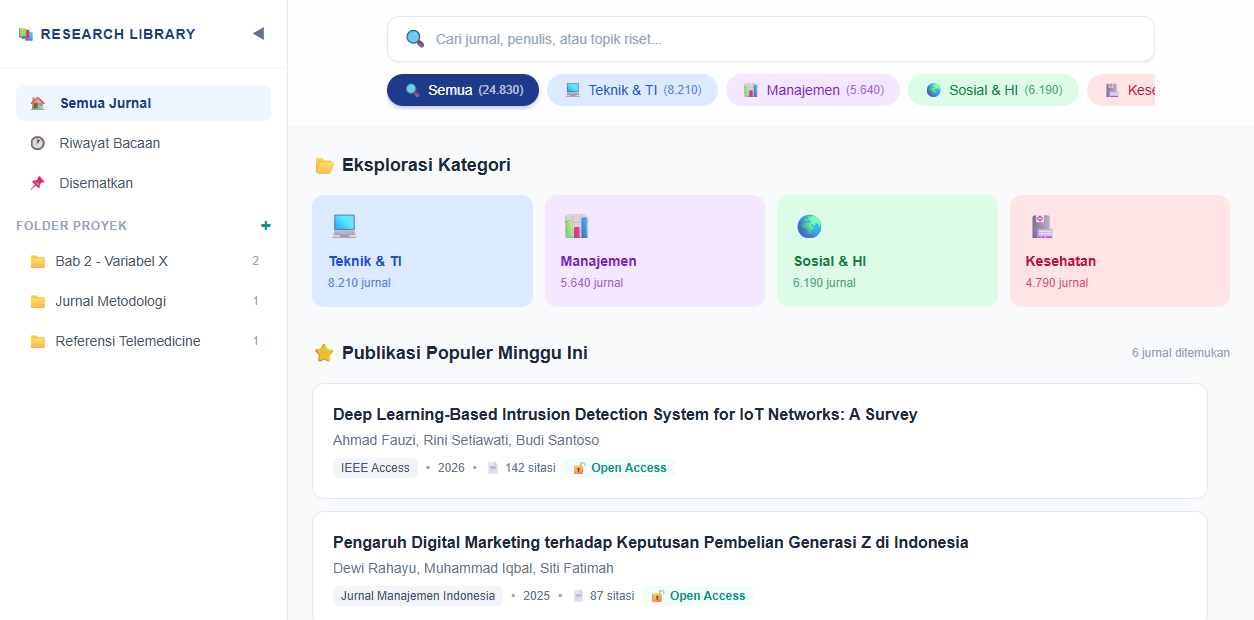 RESEARCH LIBRARY
Semua Jurnal
Riwayat Bacaan
Disematkan
FOLDER PROYEK +
Bab 2 - Variabel X 2
Jurnal Metodologi 1
Referensi Telemedicine 1
Cari jurnal, penulis, atau topik riset...
Semua (24.830) Teknik & TI (8.210) Manajemen (5.640) Sosial & HI (6.190) Kese
Eksplorasi Kategori
Teknik & TI
8.210 jurnal
Manajemen
5.640 jurnal
Sosial & HI
6.190 jurnal
Kesehatan
4.790 jurnal
Publikasi Populer Minggu Ini
6 jurnal ditemukan
Deep Learning-Based Intrusion Detection System for IoT Networks: A Survey
Ahmad Fauzi, Rini Setiawati, Budi Santoso
IEEE Access • 2026 • 142 sitasi Open Access
Pengaruh Digital Marketing terhadap Keputusan Pembelian Generasi Z di Indonesia
Dewi Rahayu, Muhammad Iqbal, Siti Fatimah
Jurnal Manajemen Indonesia • 2025 • 87 sitasi Open Access